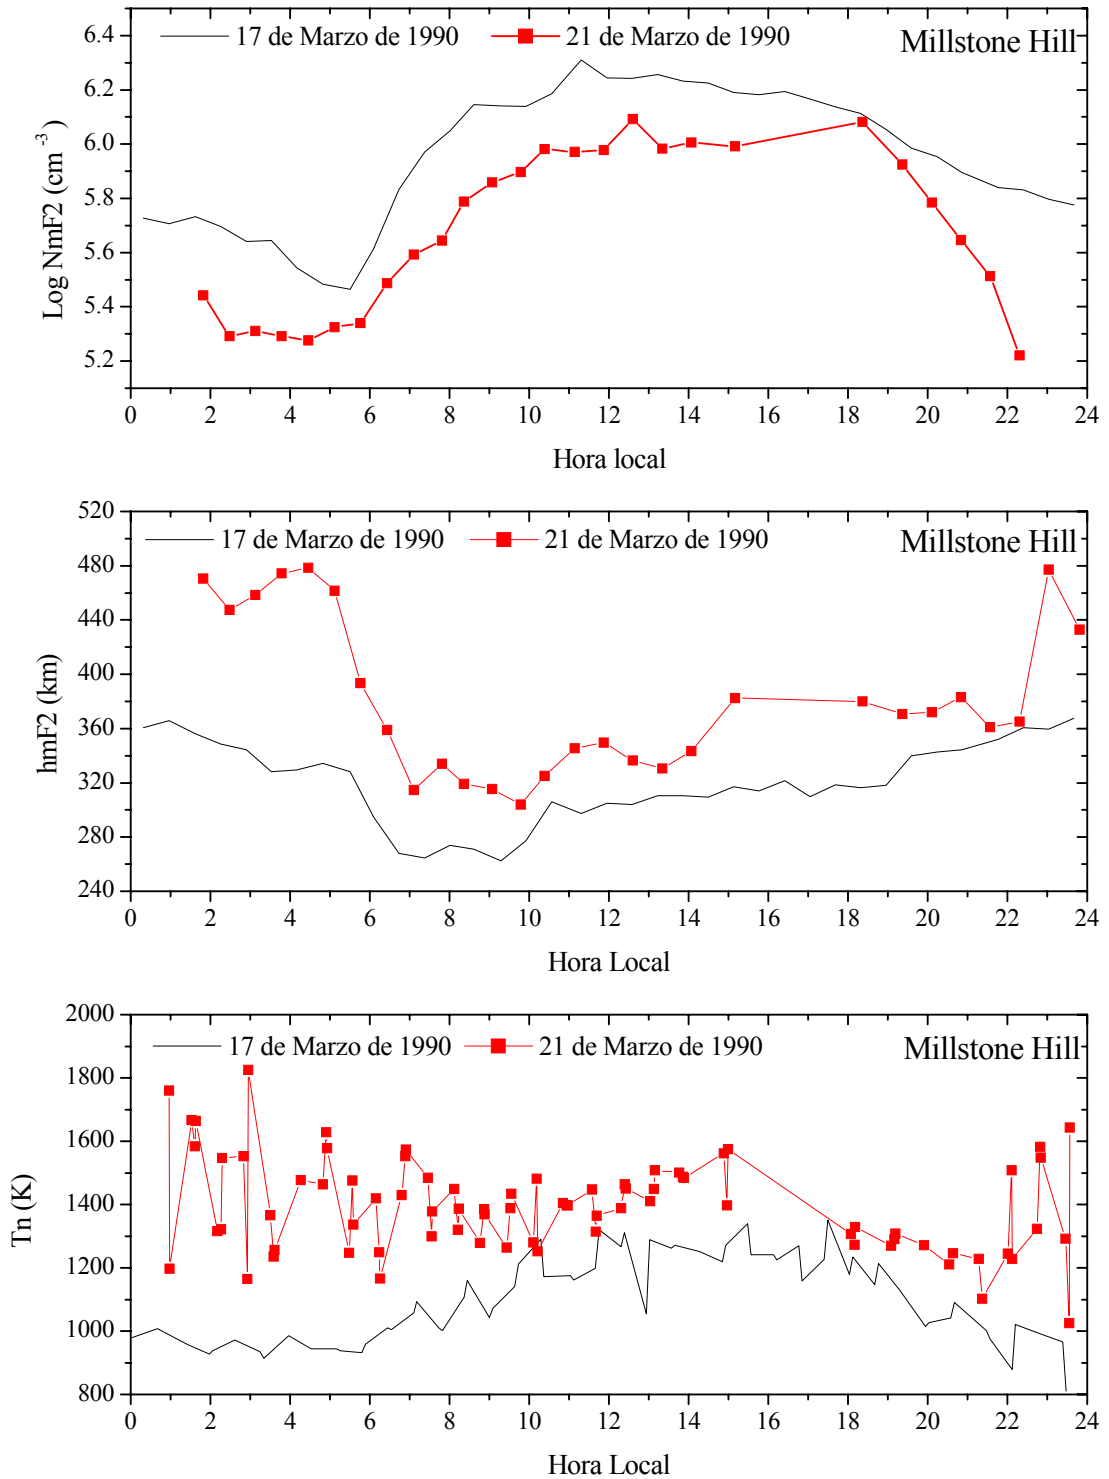 17 de Marzo de 1990 21 de Marzo de 1990 Millstone Hill
6.4
6.2
6.0
5.8
5.6
5.4
5.2
Log NmF2 (cm⁻³)
0 2 4 6 8 10 12 14 16 18 20 22 24
Hora local
17 de Marzo de 1990 21 de Marzo de 1990 Millstone Hill
520
480
440
400
360
320
280
240
hmF2 (km)
0 2 4 6 8 10 12 14 16 18 20 22 24
Hora Local
17 de Marzo de 1990 21 de Marzo de 1990 Millstone Hill
2000
1800
1600
1400
1200
1000
800
Tn (K)
0 2 4 6 8 10 12 14 16 18 20 22 24
Hora Local